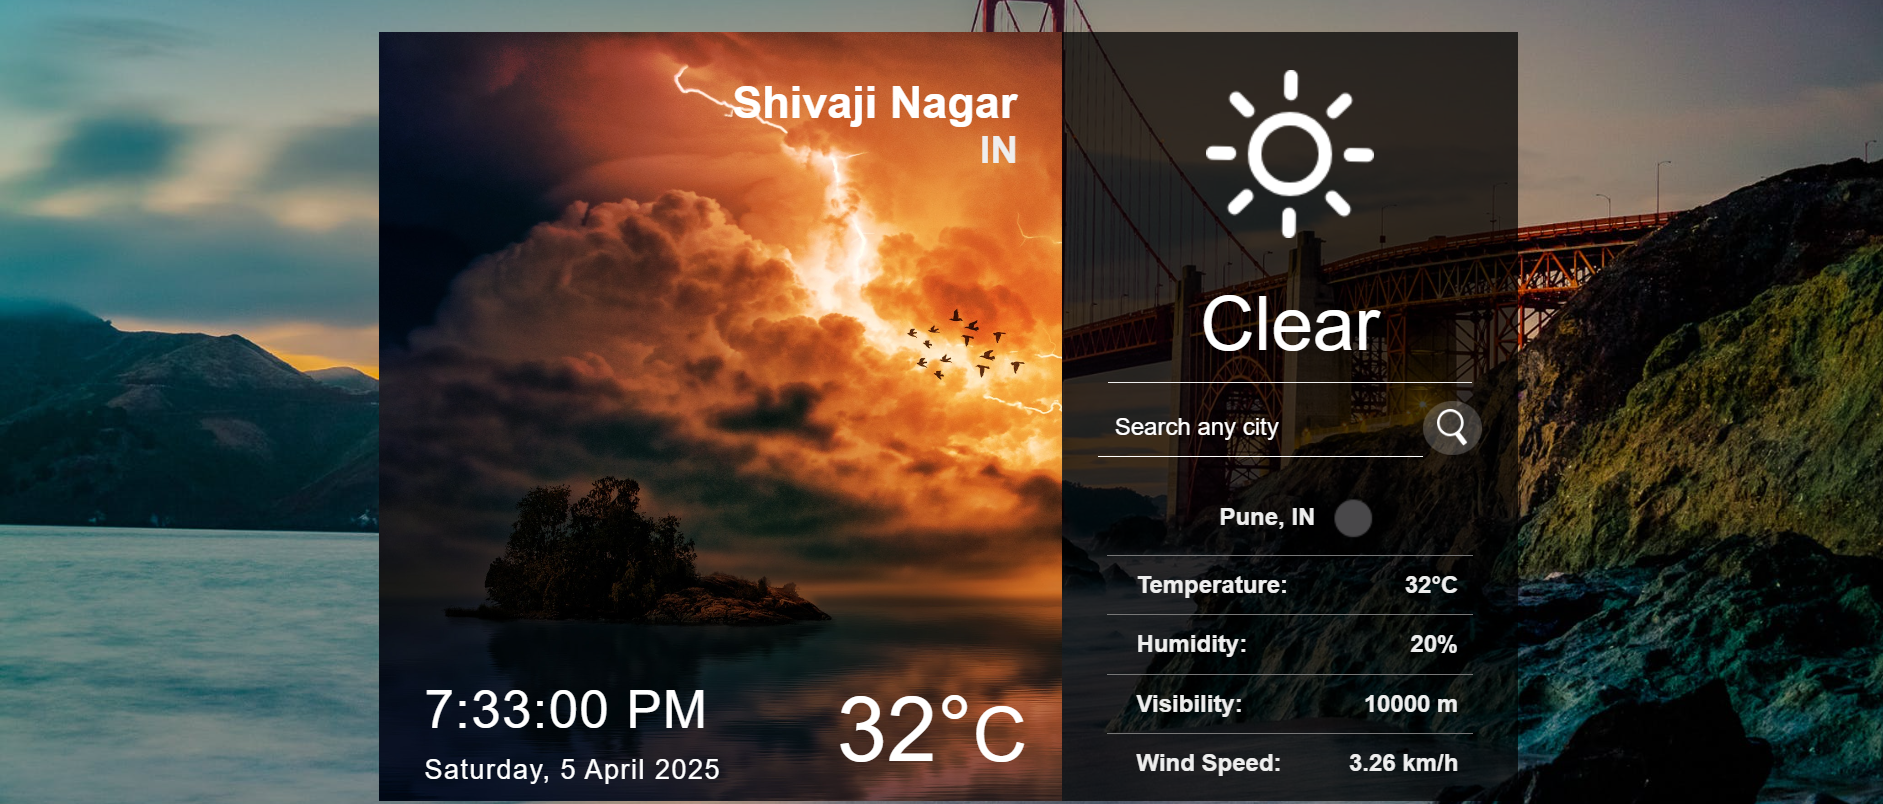 Shivaji Nagar
IN
7:33:00 PM
Saturday, 5 April 2025
32°C
Clear
Search any city
Pune, IN
Temperature: 32°C
Humidity: 20%
Visibility: 10000 m
Wind Speed: 3.26 km/h